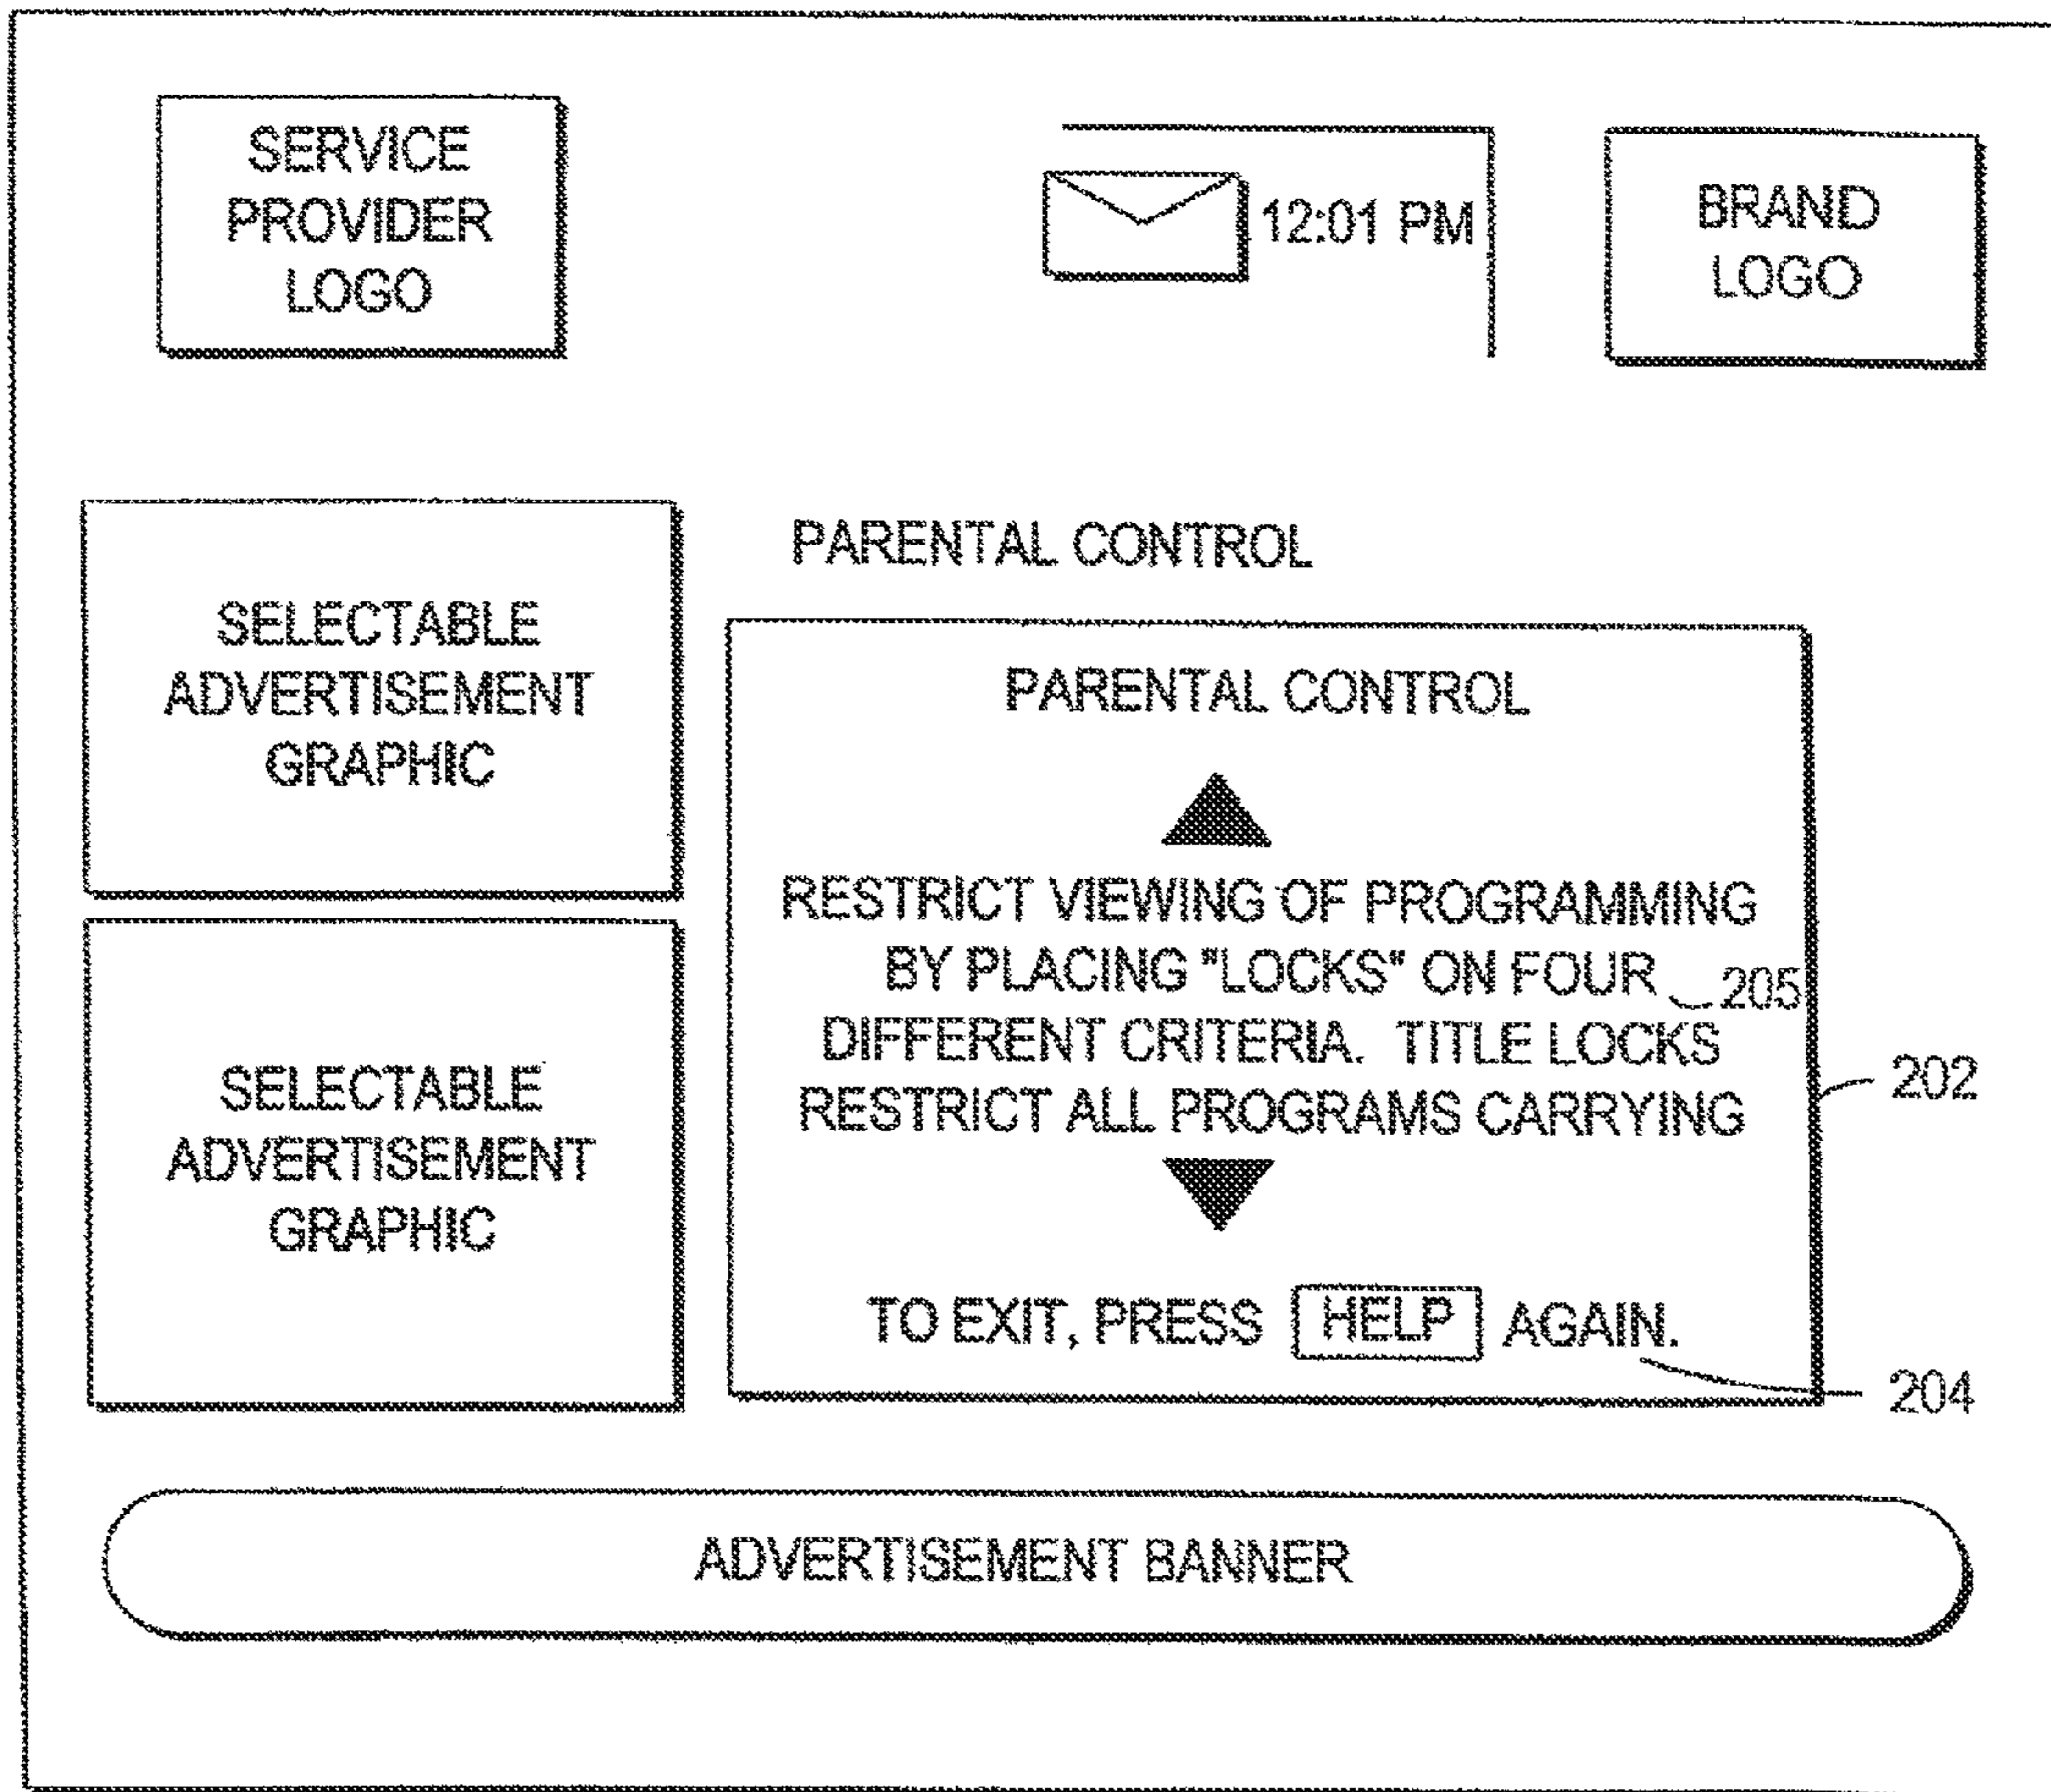 SERVICE
PROVIDER
LOGO
12:01 PM
BRAND
LOGO
SELECTABLE
ADVERTISEMENT
GRAPHIC
SELECTABLE
ADVERTISEMENT
GRAPHIC
PARENTAL CONTROL
PARENTAL CONTROL
RESTRICT VIEWING OF PROGRAMMING
BY PLACING "LOCKS" ON FOUR
205
DIFFERENT CRITERIA. TITLE LOCKS
RESTRICT ALL PROGRAMS CARRYING
202
TO EXIT, PRESS HELP AGAIN.
204
ADVERTISEMENT BANNER